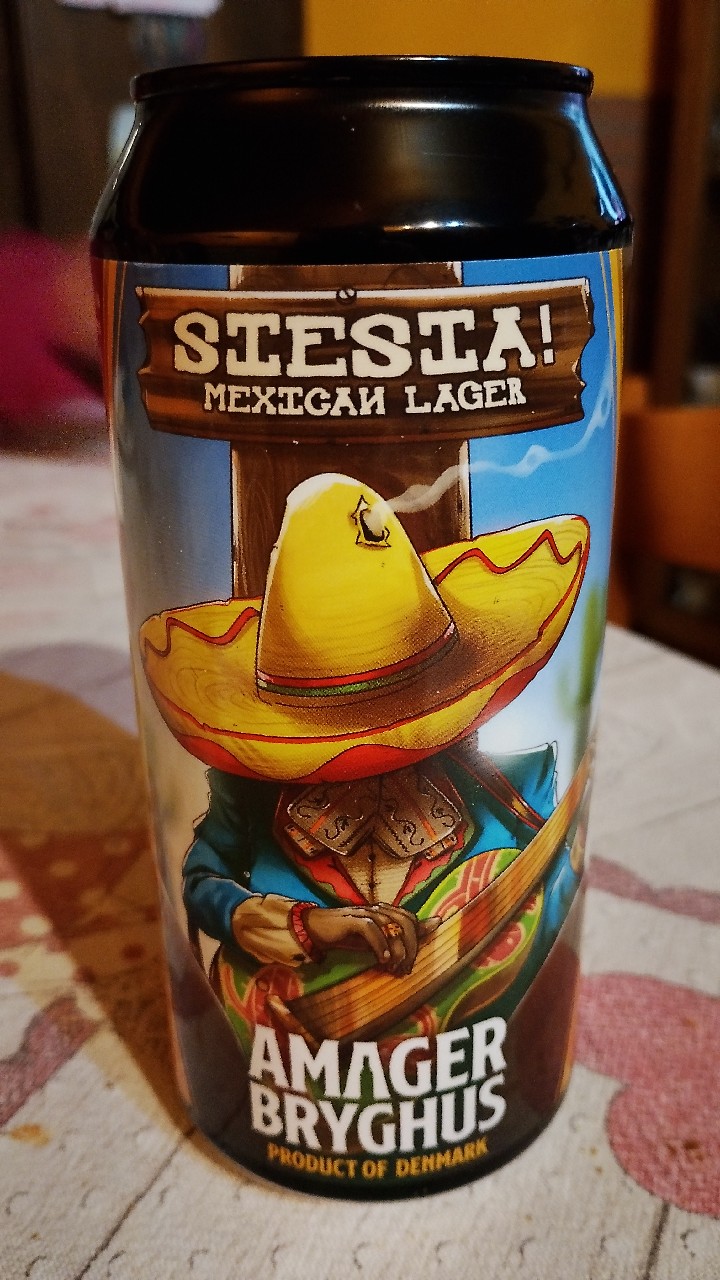 SIESTA!
MEXICAN LAGER
AMAGER
BRYGHUS
PRODUCT OF DENMARK